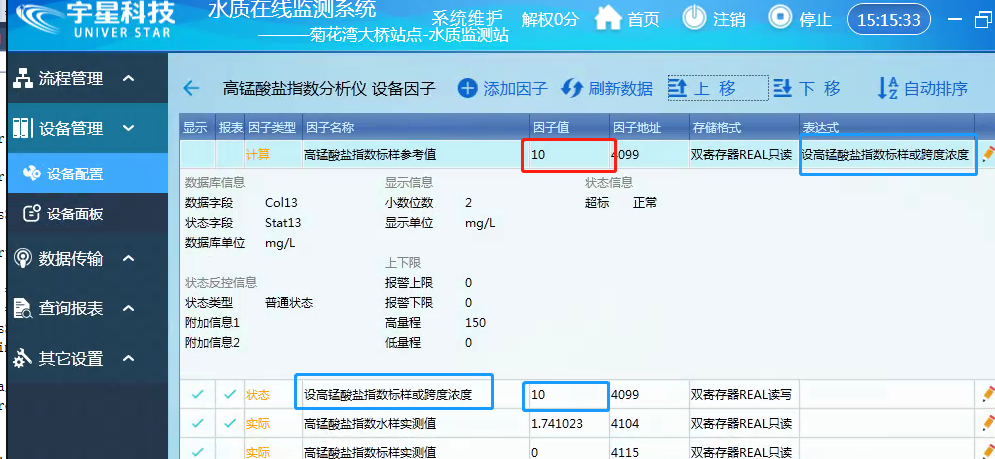 宇星科技
UNIVER STAR
水质在线监测系统
———菊花湾大桥站点-水质监测站
系统维护 解权0分 首页 注销 停止 15:15:33
流程管理
设备管理
设备配置
设备面板
数据传输
查询报表
其它设置
高锰酸盐指数分析仪 设备因子 添加因子 刷新数据 上 移 下 移 自动排序
显示 报表 因子类型 因子名称 因子值 因子地址 存储格式 表达式
计算 高锰酸盐指数标样参考值 10 4099 双寄存器REAL只读 设高锰酸盐指数标样或跨度浓度
数据库信息 显示信息 状态信息
数据字段 Col13 小数位数 2 超标 正常
状态字段 Stat13 显示单位 mg/L
数据库单位 mg/L
上下限
状态反控信息 报警上限 0
状态类型 普通状态 报警下限 0
附加信息1 高量程 150
附加信息2 低量程 0
状态 设高锰酸盐指数标样或跨度浓度 10 4099 双寄存器REAL读写
实际 高锰酸盐指数水样实测值 1.741023 4104 双寄存器REAL只读
实际 高锰酸盐指数标样实测值 0 4115 双寄存器REAL只读